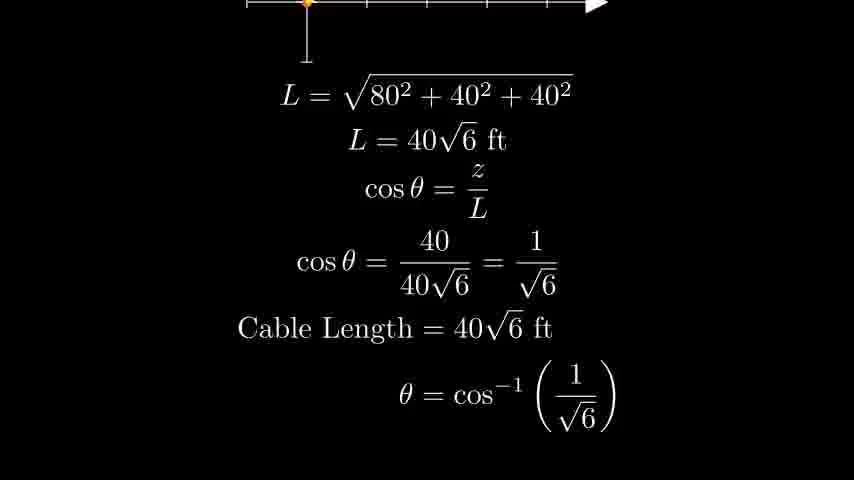 L = √(80² + 40² + 40²)
L = 40√6 ft
cos θ = z/L
cos θ = 40/(40√6) = 1/√6
Cable Length = 40√6 ft
θ = cos⁻¹(1/√6)